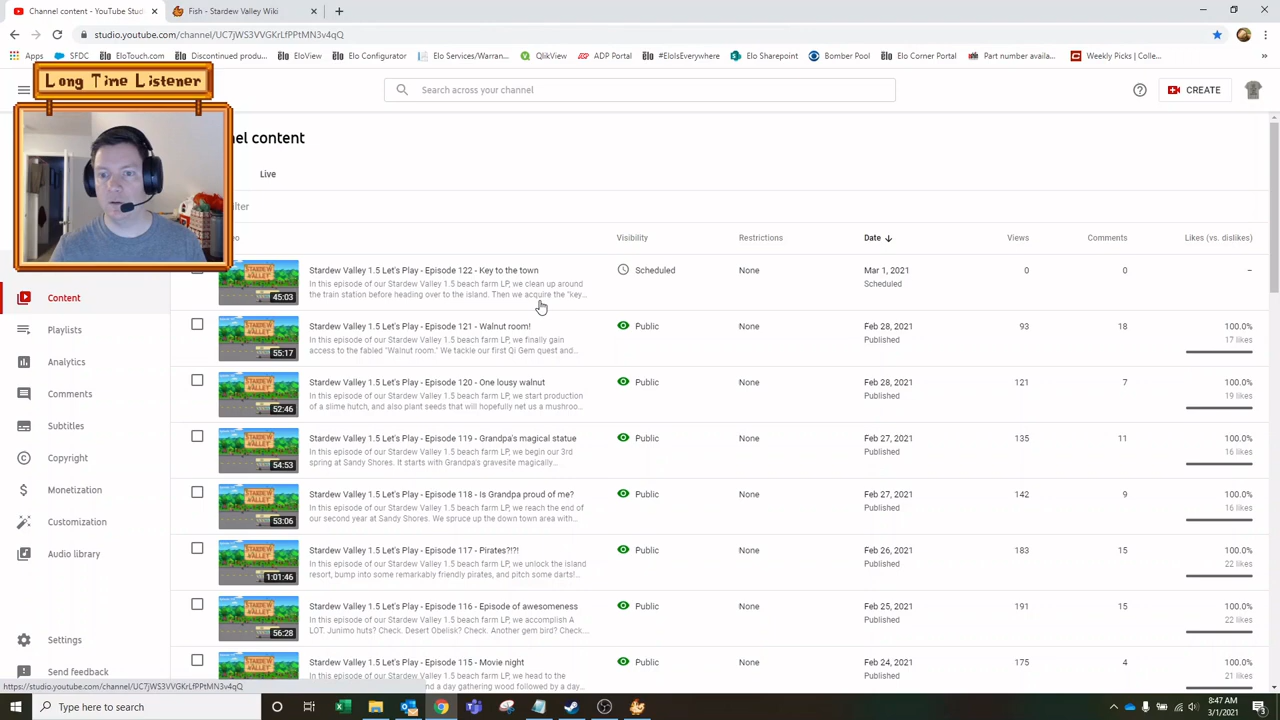 Channel content - YouTube Stud
Fish - Stardew Valley Wiki
studio.youtube.com/channel/UC7jWS3VVGKrLfPPtMN3v4qQ
Apps
SFDC
EloTouch.com
Discontinued produ...
EloView
Elo Configurator
Elo Service/Warran...
QlikView
ADP Portal
#EloIsEverywhere
Elo Sharepoint
Bomber Pool
Elo Corner Portal
Part number availa...
Weekly Picks | Colle...
Long Time Listener
Search across your channel
CREATE
nel content
Live
ilter
eo
Visibility
Restrictions
Date
Views
Comments
Likes (vs. dislikes)
Stardew Valley 1.5 Let's Play - Episode 122 - Key to the town
Scheduled
None
Mar 1, 2021
0
0
–
In this episode of our Stardew Valley 1.5 beach farm LP, we clean up around
Scheduled
the train station before heading over to the island. Then we acquire the "key...
45:03
Content
Stardew Valley 1.5 Let's Play - Episode 121 - Walnut room!
Public
None
Feb 28, 2021
93
18
100.0%
In this episode of our Stardew Valley 1.5 beach farm LP, we finally gain
Published
17 likes
access to the fabled "Walnut room." We tackle our first Qi Gem quest and...
55:17
Playlists
Analytics
Stardew Valley 1.5 Let's Play - Episode 120 - One lousy walnut
Public
None
Feb 28, 2021
121
7
100.0%
In this episode of our Stardew Valley 1.5 beach farm LP, we start production
Published
19 likes
of a slime hutch, and also plant seeds that will hopefully net us a mushroo...
52:46
Comments
Subtitles
Stardew Valley 1.5 Let's Play - Episode 119 - Grandpa's magical statue
Public
None
Feb 27, 2021
135
11
100.0%
In this episode of our Stardew Valley 1.5 beach farm LP, we begin our 3rd
Published
16 likes
spring at Sandy Shores. It starts with Grandpa's gravesite magically...
54:53
Copyright
Monetization
Stardew Valley 1.5 Let's Play - Episode 118 - Is Grandpa proud of me?
Public
None
Feb 27, 2021
142
4
100.0%
In this episode of our Stardew Valley 1.5 beach farm LP, we reach the end of
Published
16 likes
our second year at Sandy Shores. We spruce up the down town area with...
53:06
Customization
Audio library
Stardew Valley 1.5 Let's Play - Episode 117 - Pirates?!?!
Public
None
Feb 26, 2021
183
15
100.0%
In this episode of our Stardew Valley 1.5 beach farm LP, we unlock the island
Published
22 likes
resort, bump into some remarkably friendly pirates, and pitch some darts!...
1:01:46
Stardew Valley 1.5 Let's Play - Episode 116 - Episode of awesomeness
Public
None
Feb 25, 2021
191
15
100.0%
In this episode of our Stardew Valley 1.5 beach farm LP, we accomplish A
Published
22 likes
LOT. Junimo huts? Check. Desert Obelisk? Check. Another gem bird? Check...
56:28
Settings
Stardew Valley 1.5 Let's Play - Episode 115 - Movie night
Public
None
Feb 24, 2021
175
4
100.0%
In this episode of our Stardew Valley 1.5 beach farm LP, we head to the
Published
21 likes
nd a day gathering wood followed by a day...
Send feedback
https://studio.youtube.com/channel/UC7jWS3VVGKrLfPPtMN3v4qQ
Type here to search
8:47 AM
3/1/2021
3